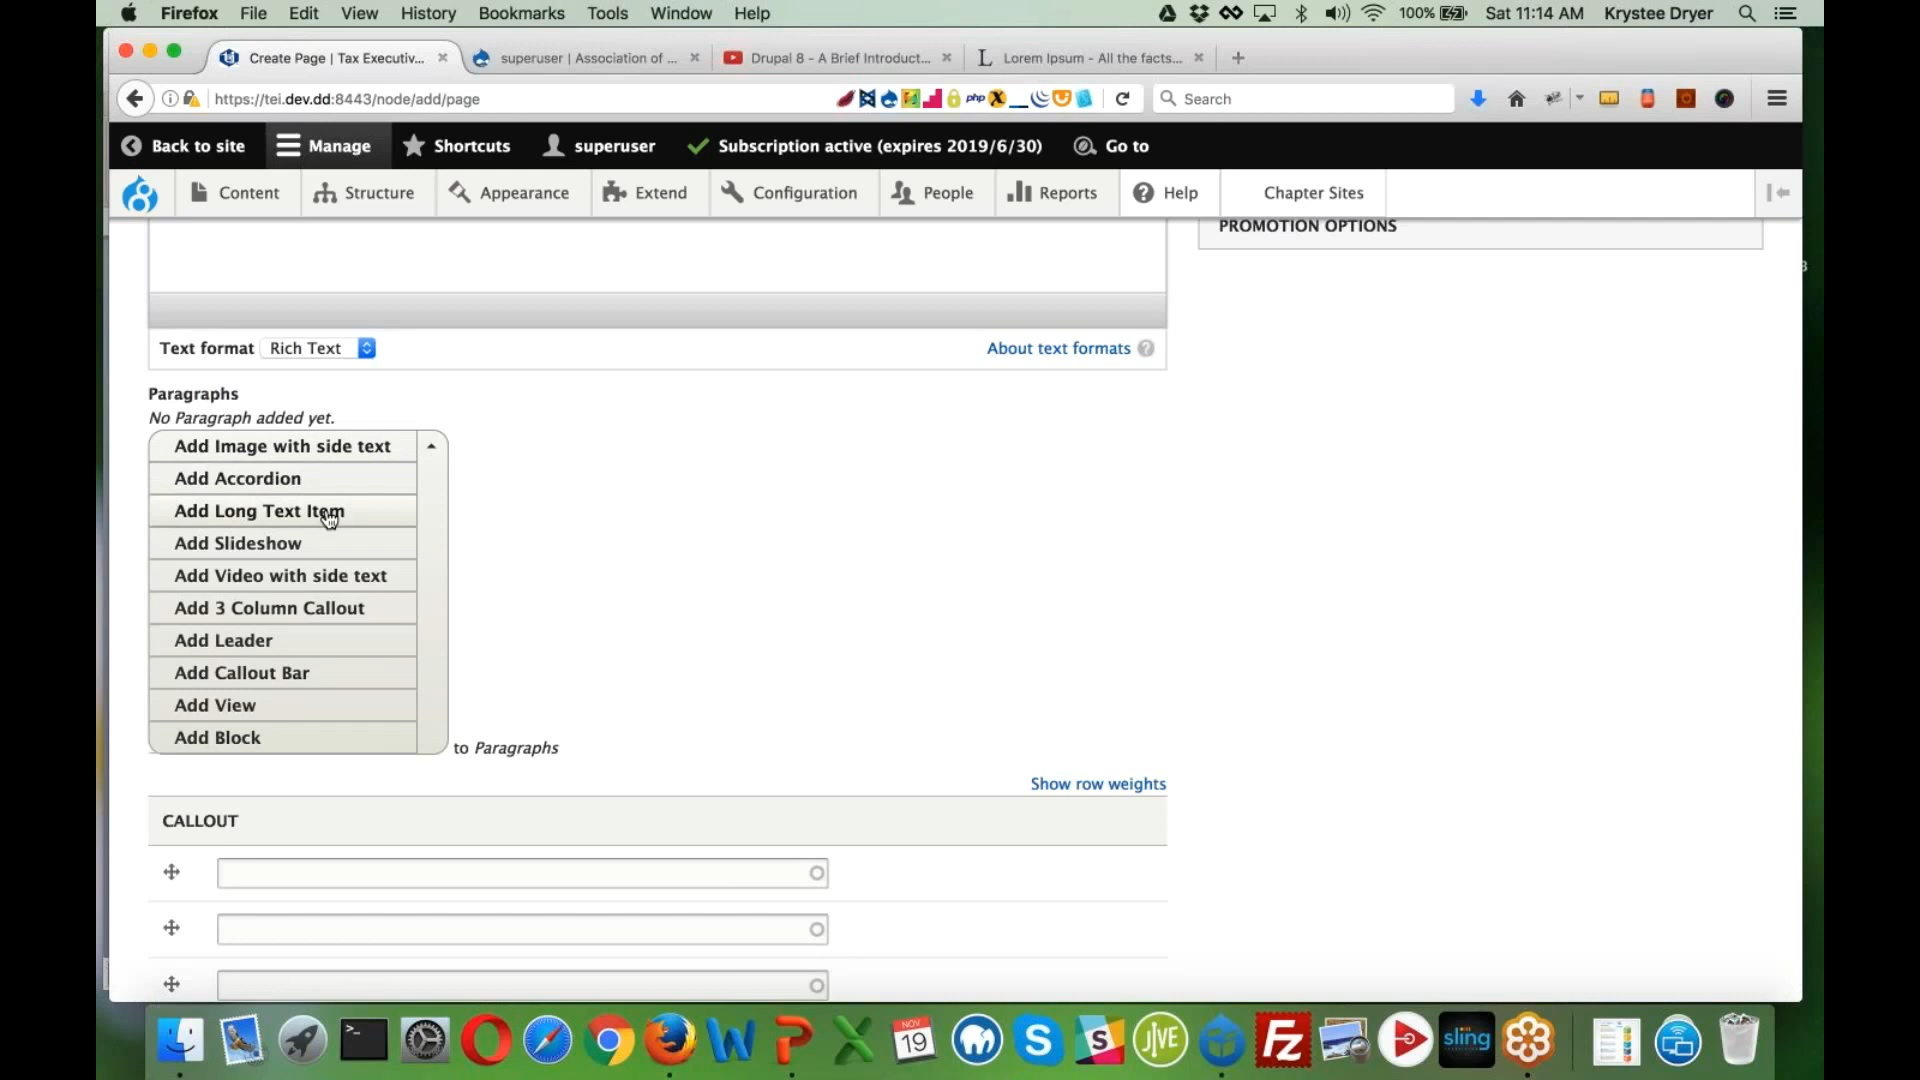 Firefox File Edit View History Bookmarks Tools Window Help 100% Sat 11:14 AM Krystee Dryer
Create Page | Tax Executiv... superuser | Association of ... Drupal 8 - A Brief Introduct... Lorem Ipsum - All the facts...
https://tei.dev.dd:8443/node/add/page php Search
Back to site Manage Shortcuts superuser Subscription active (expires 2019/6/30) Go to
Content Structure Appearance Extend Configuration People Reports Help Chapter Sites
PROMOTION OPTIONS
Text format Rich Text About text formats
Paragraphs
No Paragraph added yet.
Add Image with side text
Add Accordion
Add Long Text Item
Add Slideshow
Add Video with side text
Add 3 Column Callout
Add Leader
Add Callout Bar
Add View
Add Block
to Paragraphs
Show row weights
CALLOUT
NOV
19
JIVE
sling